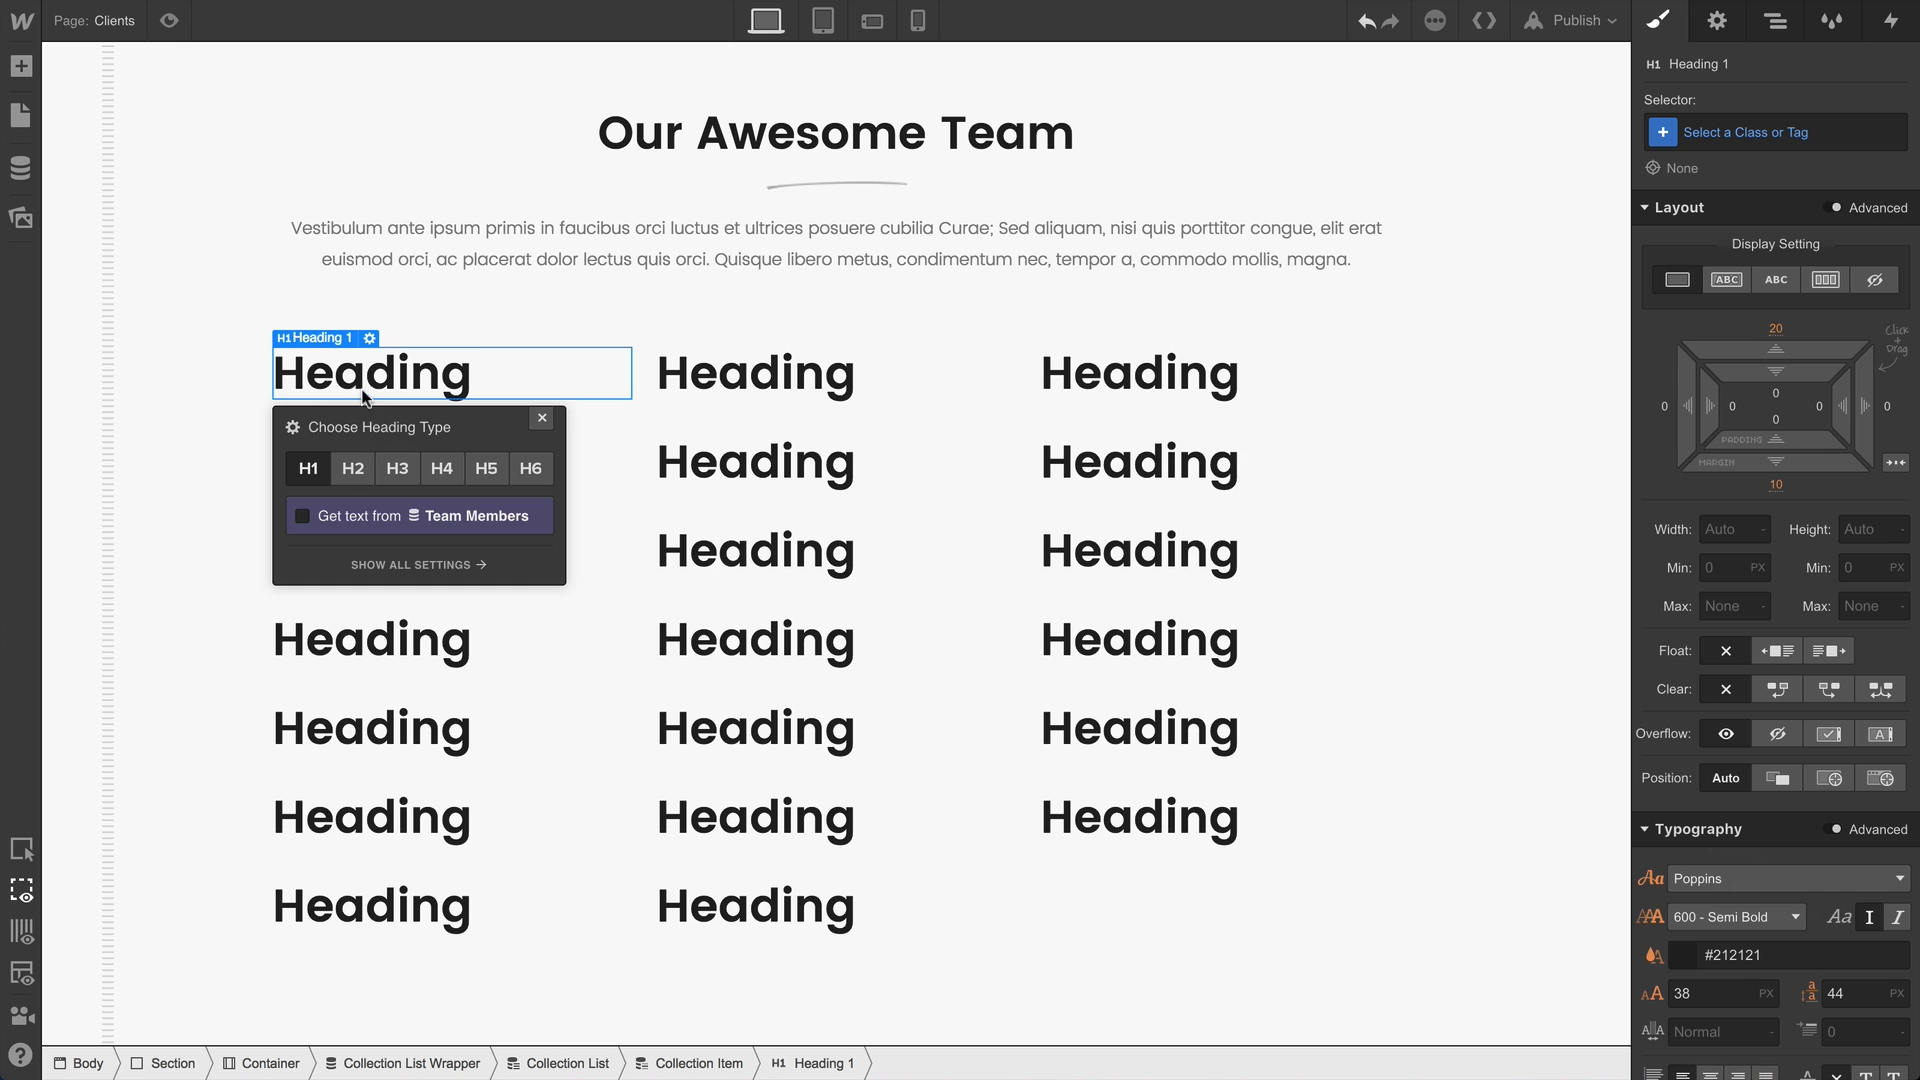 Page: Clients
Publish
Our Awesome Team
Vestibulum ante ipsum primis in faucibus orci luctus et ultrices posuere cubilia Curae; Sed aliquam, nisi quis porttitor congue, elit erat
euismod orci, ac placerat dolor lectus quis orci. Quisque libero metus, condimentum nec, tempor a, commodo mollis, magna.
H1 Heading 1
Heading Heading Heading
Choose Heading Type
H1 H2 H3 H4 H5 H6
Get text from Team Members
SHOW ALL SETTINGS
Heading Heading
Heading Heading
Heading Heading Heading
Heading Heading Heading
Heading Heading Heading
Heading Heading
Body Section Container Collection List Wrapper Collection List Collection Item H1 Heading 1
H1 Heading 1
Selector:
+ Select a Class or Tag
None
Layout Advanced
Display Setting
ABC ABC
20
Click
+
Drag
0
0 0 0 0
0
PADDING
MARGIN
10
Width: Auto - Height: Auto -
Min: 0 PX Min: 0 PX
Max: None - Max: None -
Float:
Clear:
Overflow: A
Position: Auto
Typography Advanced
Aa Poppins
AAA 600 - Semi Bold Aa I I
A #212121
AA 38 PX a a 44 PX
AA Normal - 0 -
A T T